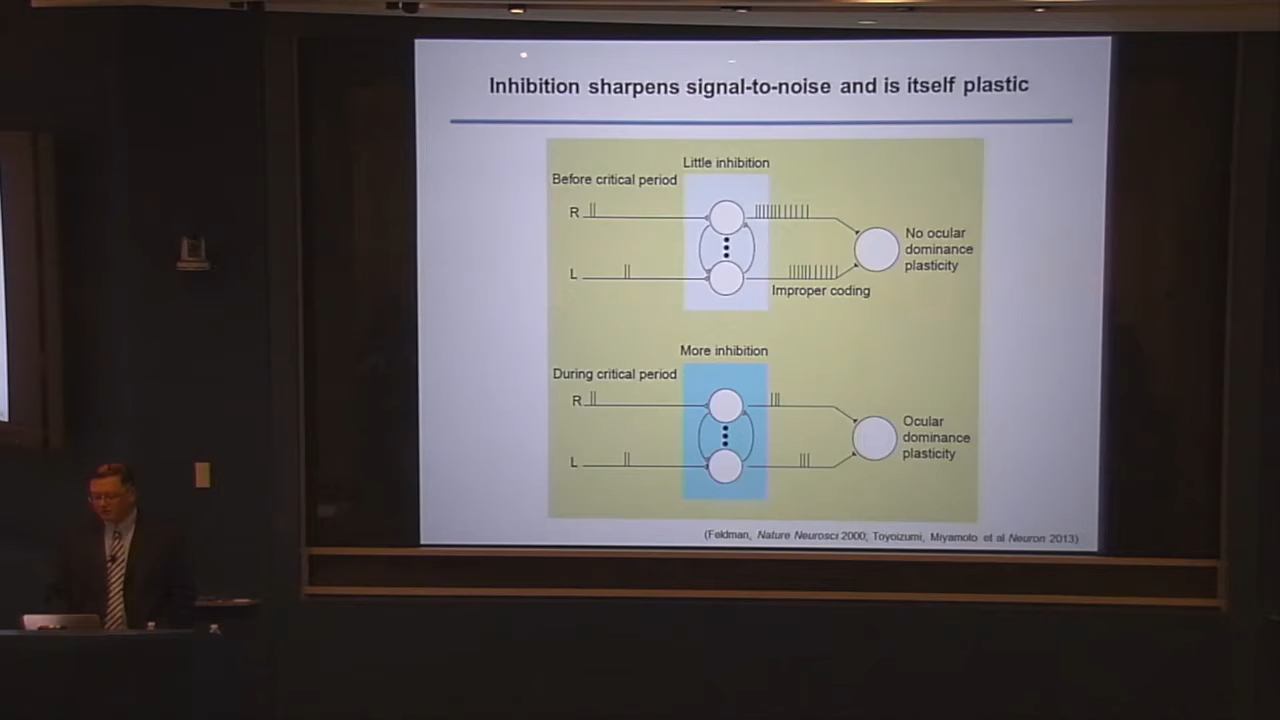 Inhibition sharpens signal-to-noise and is itself plastic
Little inhibition
Before critical period
R
No ocular
dominance
plasticity
L
Improper coding
More inhibition
During critical period
R
Ocular
dominance
plasticity
L
(Feldman, Nature Neurosci 2000; Toyoizumi, Miyamoto et al Neuron 2013)